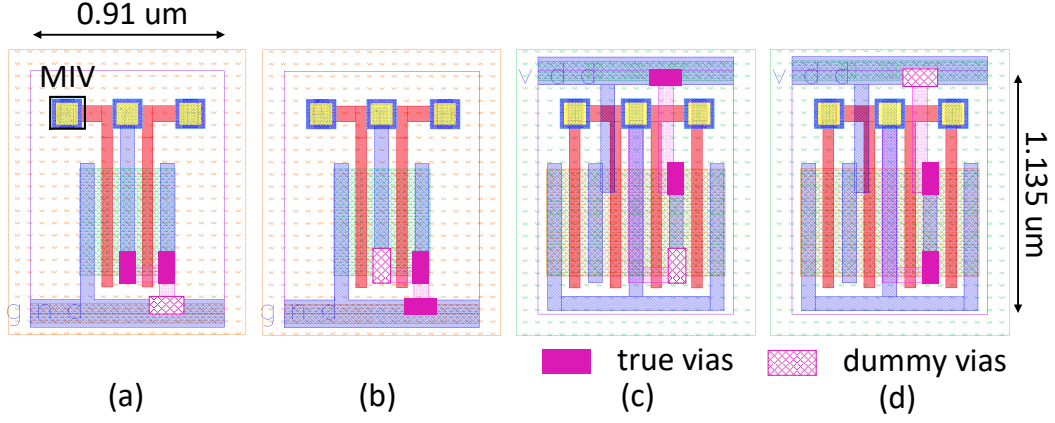 0.91 um
MIV
v d d
v d d
1.135 um
g n d
g n d
true vias
dummy vias
(a)
(b)
(c)
(d)